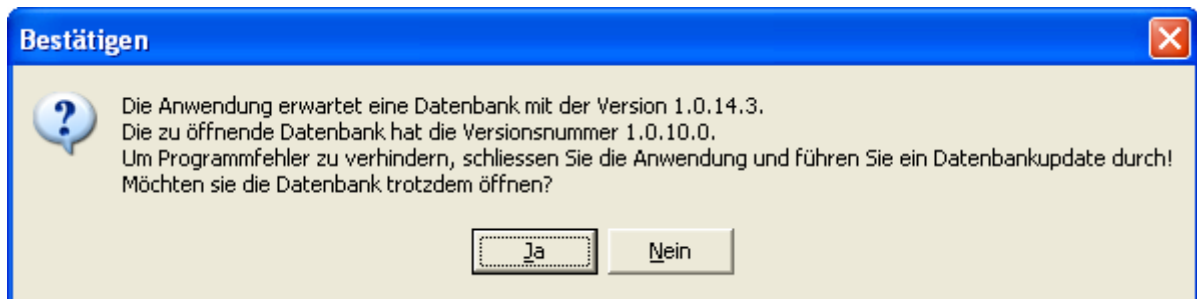 Bestätigen
Die Anwendung erwartet eine Datenbank mit der Version 1.0.14.3.
Die zu öffnende Datenbank hat die Versionsnummer 1.0.10.0.
Um Programmfehler zu verhindern, schliessen Sie die Anwendung und führen Sie ein Datenbankupdate durch!
Möchten sie die Datenbank trotzdem öffnen?
Ja Nein